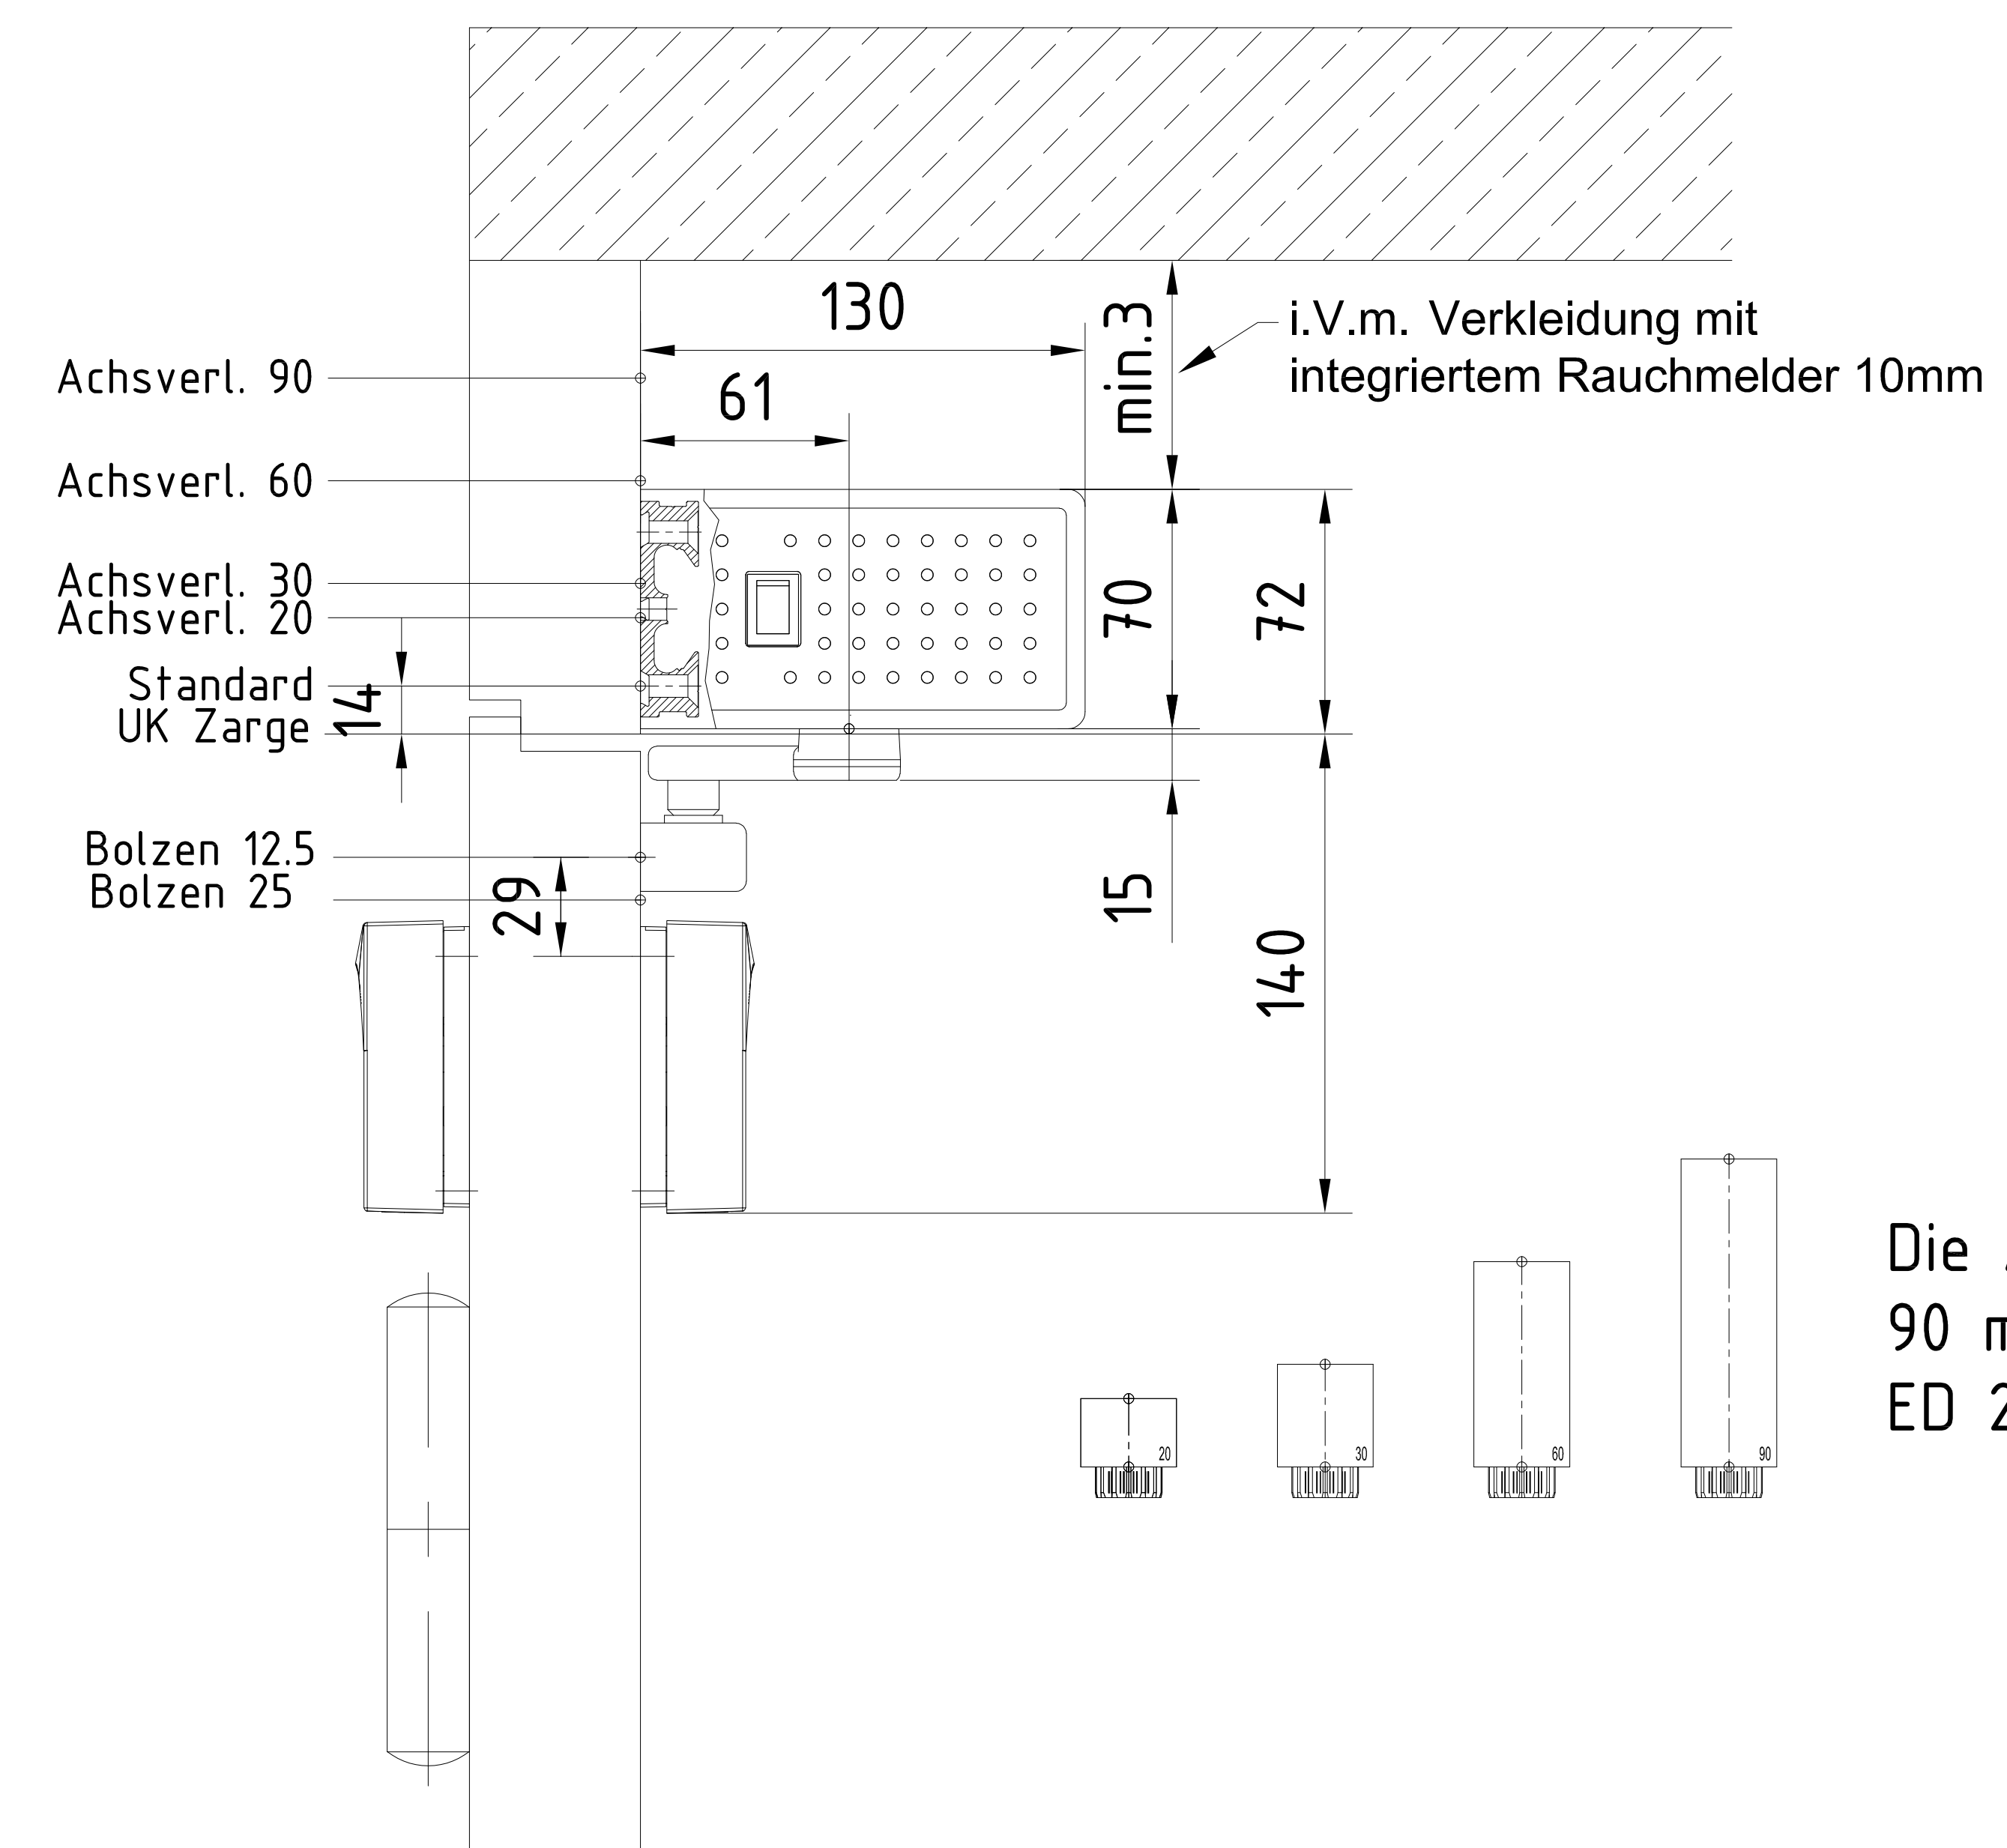 130
min.3
i.V.m. Verkleidung mit
integriertem Rauchmelder 10mm
61
Achsverl. 90
Achsverl. 60
Achsverl. 30
Achsverl. 20
Standard
UK Zarge
14
70
72
Bolzen 12.5
Bolzen 25
29
15
140
Die
90
ED
20
30
60
90